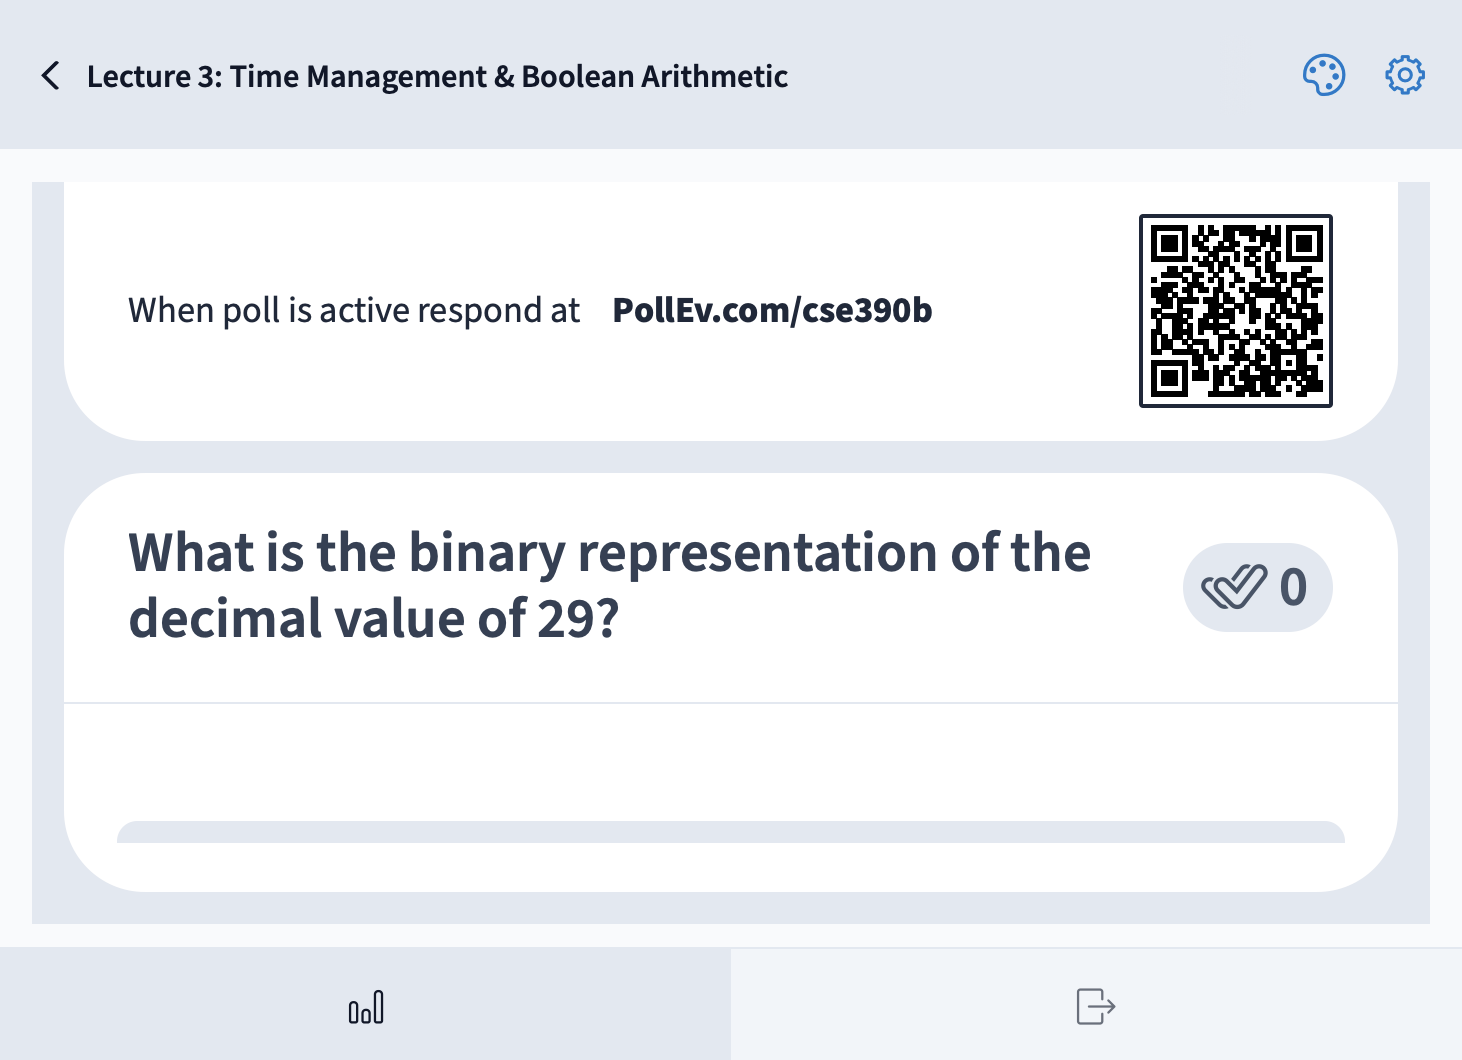 Lecture 3: Time Management & Boolean Arithmetic
When poll is active respond at PollEv.com/cse390b
What is the binary representation of the
decimal value of 29?
0